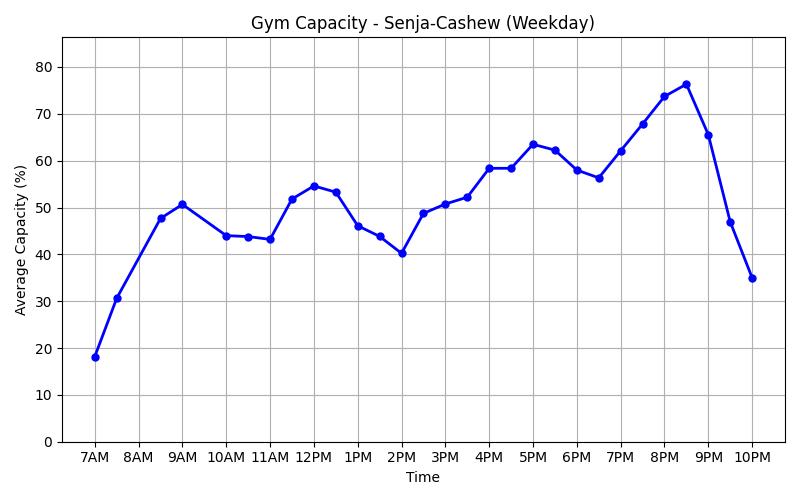 Gym Capacity - Senja-Cashew (Weekday)
Average Capacity (%)
80
70
60
50
40
30
20
10
0
7AM 8AM 9AM 10AM 11AM 12PM 1PM 2PM 3PM 4PM 5PM 6PM 7PM 8PM 9PM 10PM
Time